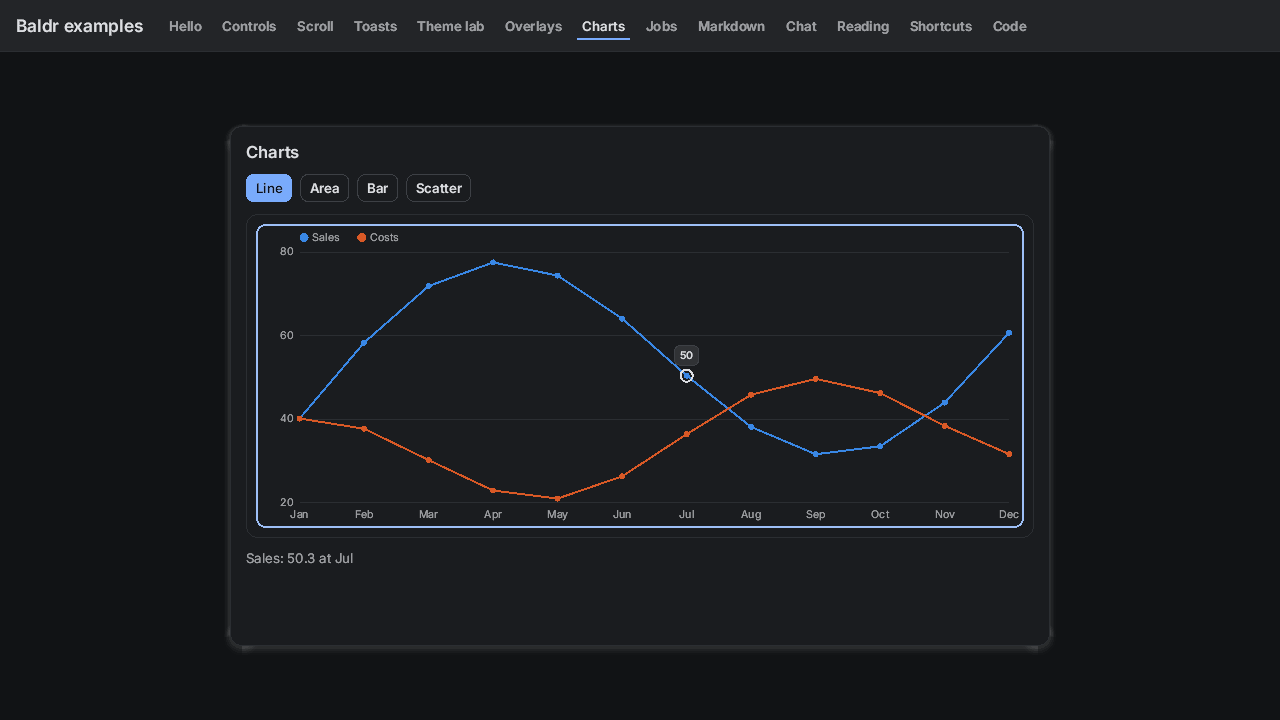 Baldr examples Hello Controls Scroll Toasts Theme lab Overlays Charts Jobs Markdown Chat Reading Shortcuts Code
Charts
Line Area Bar Scatter
Sales Costs
80
60
50
40
20
Jan Feb Mar Apr May Jun Jul Aug Sep Oct Nov Dec
Sales: 50.3 at Jul